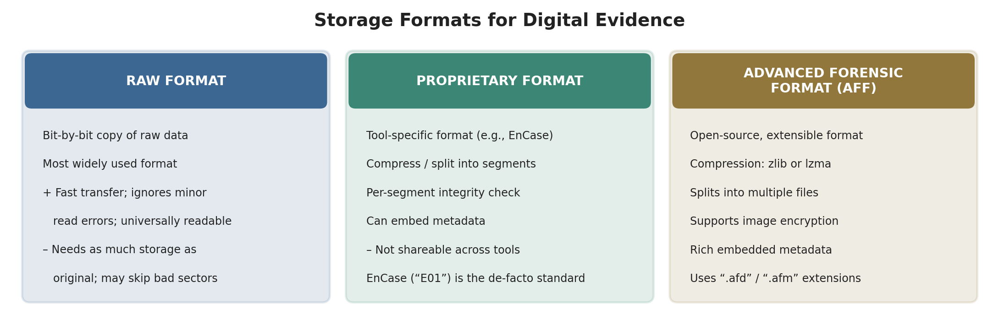 Storage Formats for Digital Evidence
RAW FORMAT
Bit-by-bit copy of raw data
Most widely used format
+ Fast transfer; ignores minor
read errors; universally readable
– Needs as much storage as
original; may skip bad sectors
PROPRIETARY FORMAT
Tool-specific format (e.g., EnCase)
Compress / split into segments
Per-segment integrity check
Can embed metadata
– Not shareable across tools
EnCase (“E01”) is the de-facto standard
ADVANCED FORENSIC
FORMAT (AFF)
Open-source, extensible format
Compression: zlib or lzma
Splits into multiple files
Supports image encryption
Rich embedded metadata
Uses “.afd” / “.afm” extensions